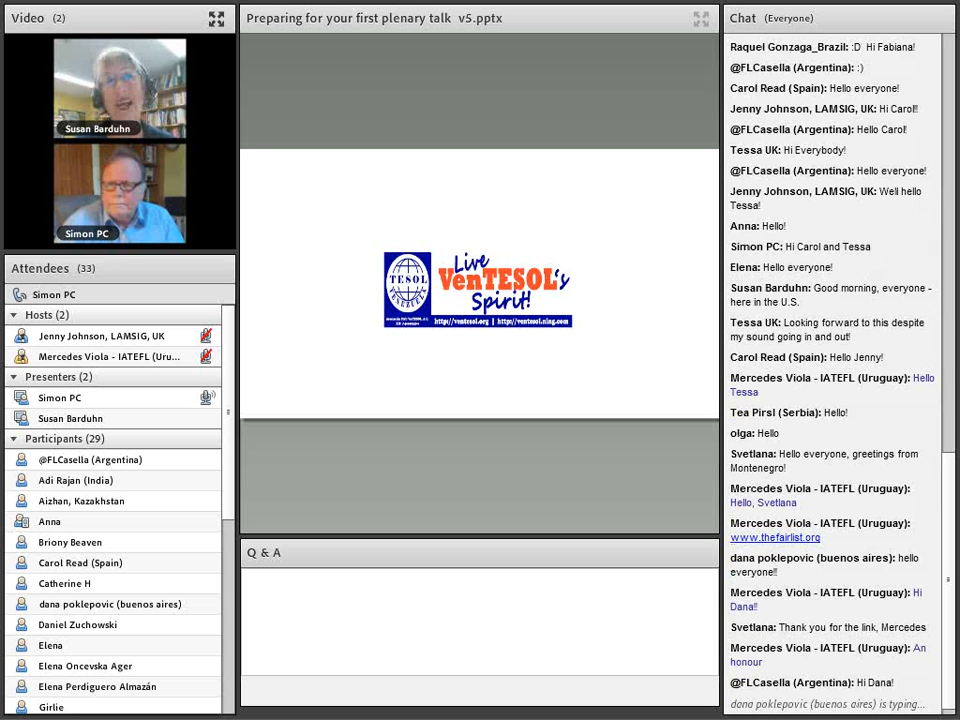 Video (2)
Susan Barduhn
Simon PC
Attendees (33)
Simon PC
Hosts (2)
Jenny Johnson, LAMSIG, UK
Mercedes Viola - IATEFL (Uru...
Presenters (2)
Simon PC
Susan Barduhn
Participants (29)
@FLCasella (Argentina)
Adi Rajan (India)
Aizhan, Kazakhstan
Anna
Briony Beaven
Carol Read (Spain)
Catherine H
dana poklepovic (buenos aires)
Daniel Zuchowski
Elena
Elena Oncevska Ager
Elena Perdiguero Almazán
Girlie
Preparing for your first plenary talk v5.pptx
TESOL
VENEZUELA
Live
VenTESOL's
Spirit!
http://ventesol.org | http://ventesol.ning.com
Q & A
Chat (Everyone)
Raquel Gonzaga_Brazil: :D Hi Fabiana!
@FLCasella (Argentina): :)
Carol Read (Spain): Hello everyone!
Jenny Johnson, LAMSIG, UK: Hi Carol!!
@FLCasella (Argentina): Hello Carol!
Tessa UK: Hi Everybody!
@FLCasella (Argentina): Hello everyone!
Jenny Johnson, LAMSIG, UK: Well hello
Tessa!
Anna: Hello!
Simon PC: Hi Carol and Tessa
Elena: Hello everyone!
Susan Barduhn: Good morning, everyone -
here in the U.S.
Tessa UK: Looking forward to this despite
my sound going in and out!
Carol Read (Spain): Hello Jenny!
Mercedes Viola - IATEFL (Uruguay): Hello
Tessa
Tea Pirsl (Serbia): Hello!
olga: Hello
Svetlana: Hello everyone, greetings from
Montenegro!
Mercedes Viola - IATEFL (Uruguay):
Hello, Svetlana
Mercedes Viola - IATEFL (Uruguay):
www.thefairlist.org
dana poklepovic (buenos aires): hello
everyone!!
Mercedes Viola - IATEFL (Uruguay): Hi
Dana!!
Svetlana: Thank you for the link, Mercedes
Mercedes Viola - IATEFL (Uruguay): An
honour
@FLCasella (Argentina): Hi Dana!
dana poklepovic (buenos aires) is typing...